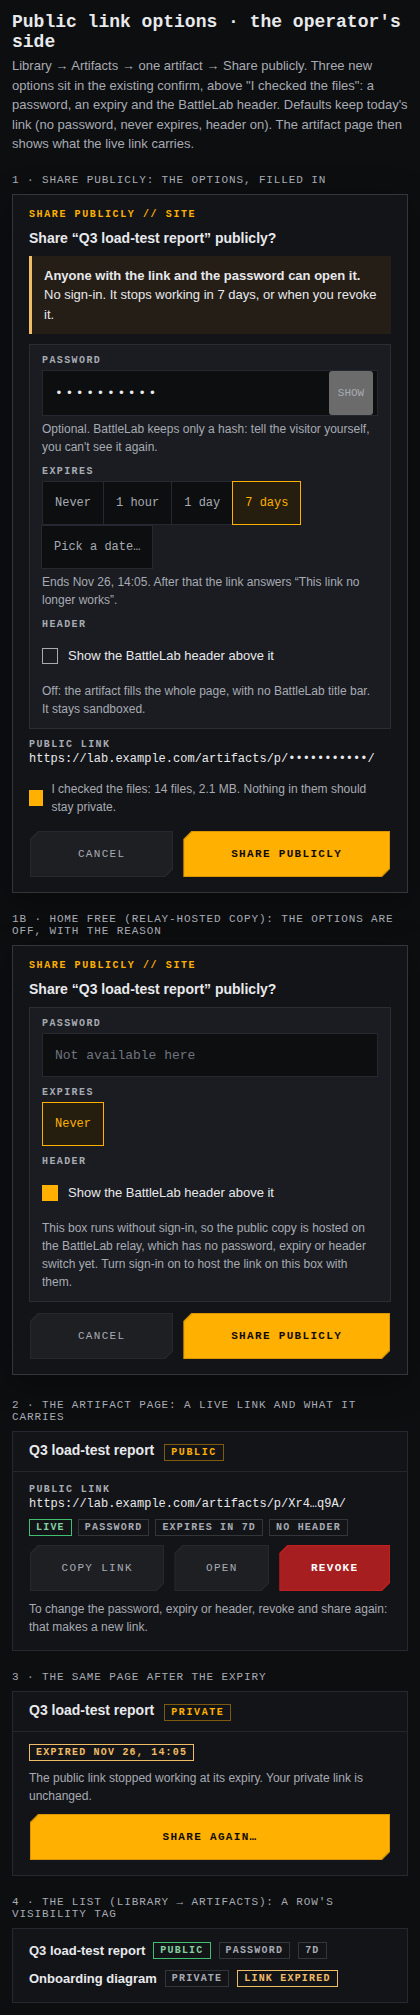 Public link options · the operator's
side
Library → Artifacts → one artifact → Share publicly. Three new
options sit in the existing confirm, above "I checked the files": a
password, an expiry and the BattleLab header. Defaults keep today's
link (no password, never expires, header on). The artifact page then
shows what the live link carries.
1 · SHARE PUBLICLY: THE OPTIONS, FILLED IN
SHARE PUBLICLY // SITE
Share “Q3 load-test report” publicly?
Anyone with the link and the password can open it.
No sign-in. It stops working in 7 days, or when you revoke
it.
PASSWORD
•••••••••• SHOW
Optional. BattleLab keeps only a hash: tell the visitor yourself,
you can't see it again.
EXPIRES
Never 1 hour 1 day 7 days
Pick a date…
Ends Nov 26, 14:05. After that the link answers “This link no
longer works”.
HEADER
Show the BattleLab header above it
Off: the artifact fills the whole page, with no BattleLab title bar.
It stays sandboxed.
PUBLIC LINK
https://lab.example.com/artifacts/p/•••••••••••/
I checked the files: 14 files, 2.1 MB. Nothing in them should
stay private.
CANCEL SHARE PUBLICLY
1B · HOME FREE (RELAY-HOSTED COPY): THE OPTIONS ARE
OFF, WITH THE REASON
SHARE PUBLICLY // SITE
Share “Q3 load-test report” publicly?
PASSWORD
Not available here
EXPIRES
Never
HEADER
Show the BattleLab header above it
This box runs without sign-in, so the public copy is hosted on
the BattleLab relay, which has no password, expiry or header
switch yet. Turn sign-in on to host the link on this box with
them.
CANCEL SHARE PUBLICLY
2 · THE ARTIFACT PAGE: A LIVE LINK AND WHAT IT
CARRIES
Q3 load-test report PUBLIC
PUBLIC LINK
https://lab.example.com/artifacts/p/Xr4…q9A/
LIVE PASSWORD EXPIRES IN 7D NO HEADER
COPY LINK OPEN REVOKE
To change the password, expiry or header, revoke and share again:
that makes a new link.
3 · THE SAME PAGE AFTER THE EXPIRY
Q3 load-test report PRIVATE
EXPIRED NOV 26, 14:05
The public link stopped working at its expiry. Your private link is
unchanged.
SHARE AGAIN…
4 · THE LIST (LIBRARY → ARTIFACTS): A ROW'S
VISIBILITY TAG
Q3 load-test report PUBLIC PASSWORD 7D
Onboarding diagram PRIVATE LINK EXPIRED